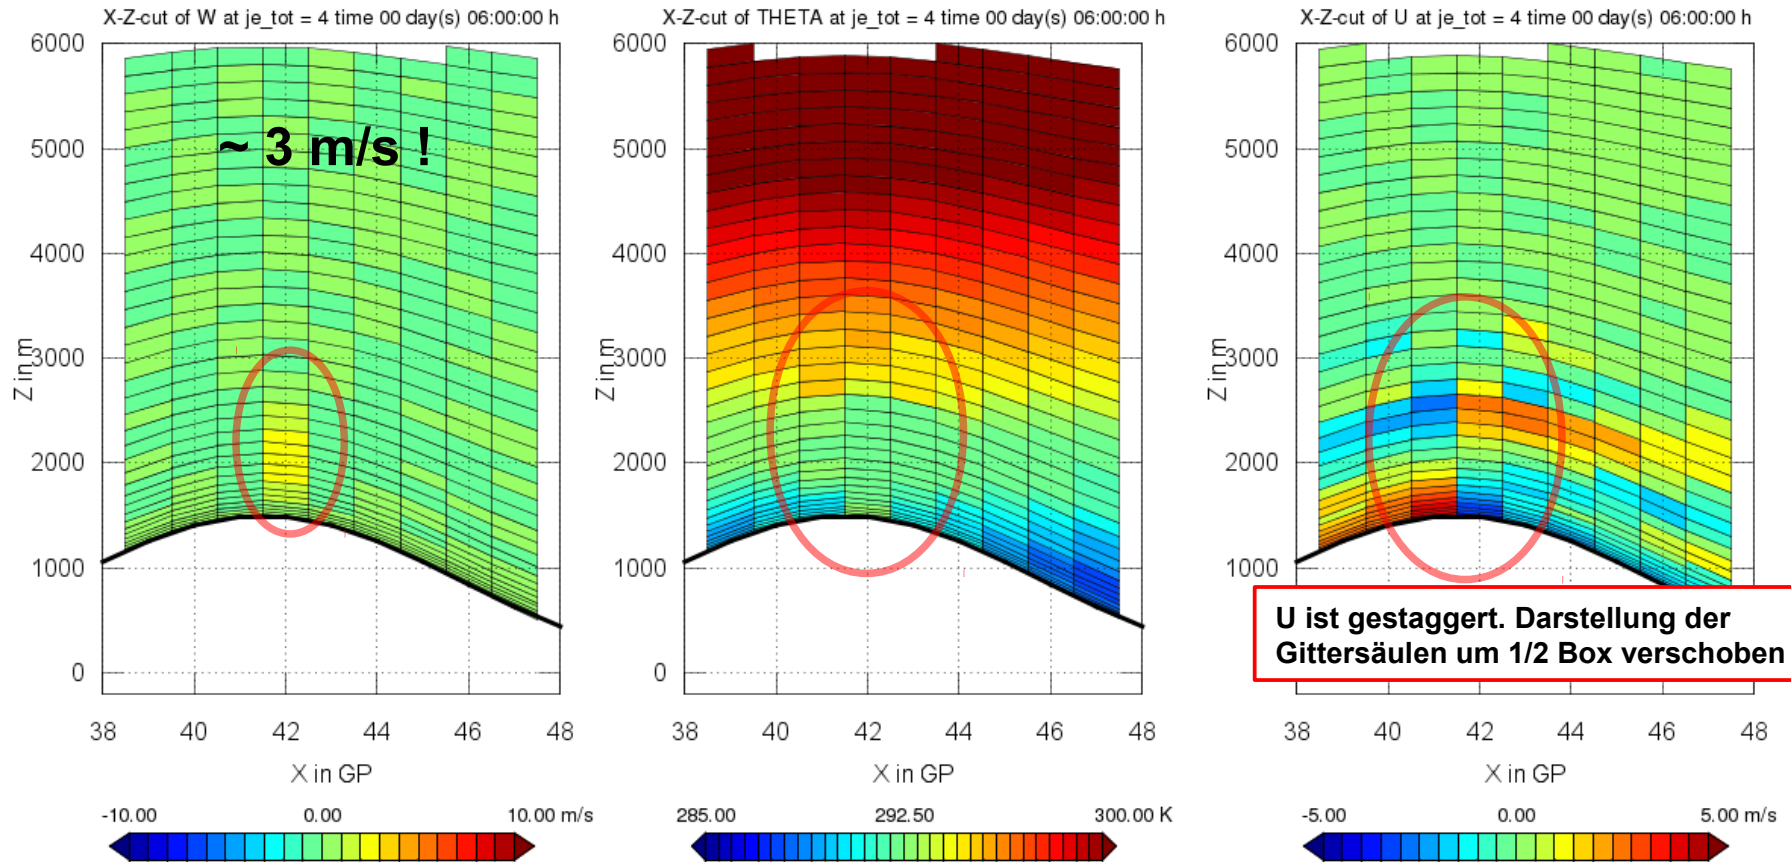 X-Z-cut of W at je_tot = 4 time 00 day(s) 06:00:00 h
6000
5000
4000
3000
2000
1000
0
Z in m
~ 3 m/s !
38 40 42 44 46 48
X in GP
-10.00 0.00 10.00 m/s
X-Z-cut of THETA at je_tot = 4 time 00 day(s) 06:00:00 h
6000
5000
4000
3000
2000
1000
0
Z in m
38 40 42 44 46 48
X in GP
285.00 292.50 300.00 K
X-Z-cut of U at je_tot = 4 time 00 day(s) 06:00:00 h
6000
5000
4000
3000
2000
1000
Z in m
U ist gestaggert. Darstellung der
Gittersäulen um 1/2 Box verschoben
38 40 42 44 46 48
X in GP
-5.00 0.00 5.00 m/s